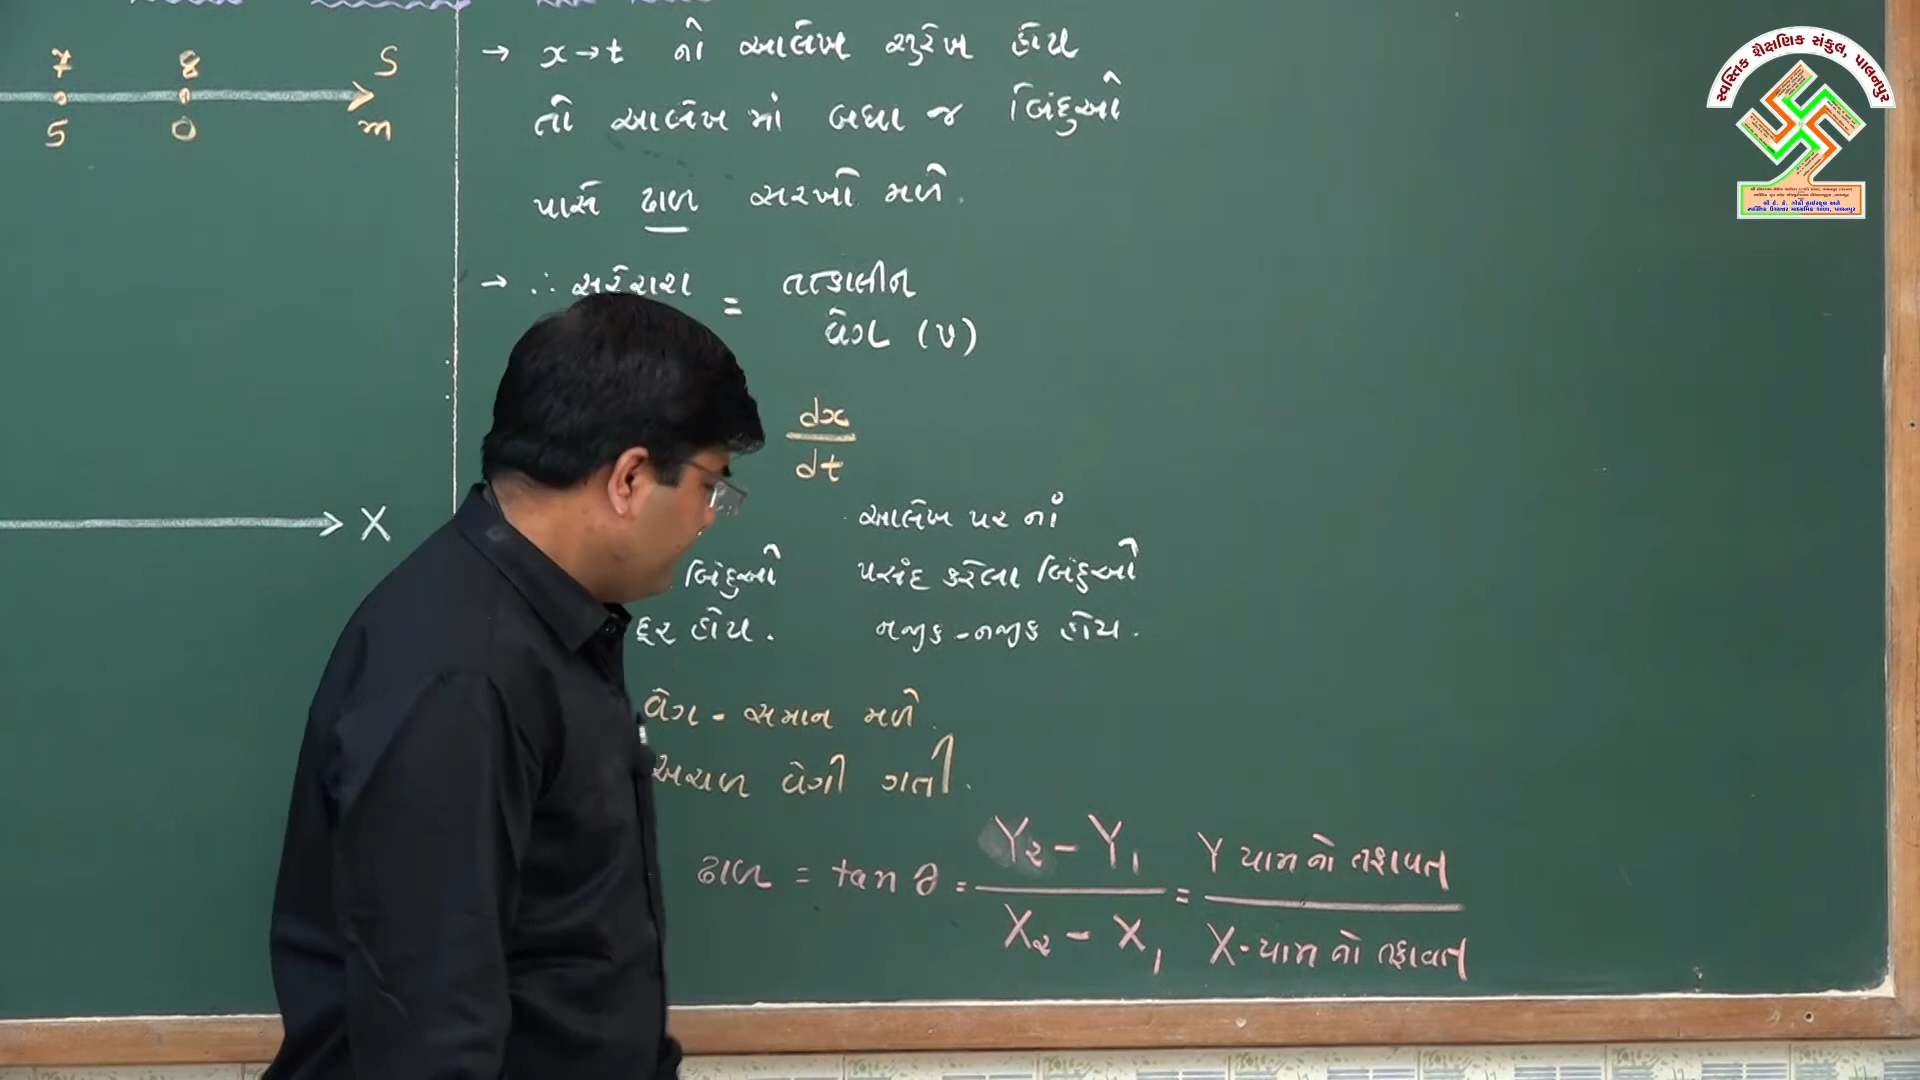 7 8 S
5 0 m
X
→ x→t નો આલેખ સુરેખ હોય
તો આલેખ માં બધા જ બિંદુઓ
પાસે ઢાળ સરખો મળે.
→ ∴ સરેરાશ = તત્કાલીન
વેગ (v)
dx
dt
આલેખ પર નાં
બિંદુઓ પસંદ કરેલા બિંદુઓ
દૂર હોય. નજીક-નજીક હોય.
વેગ - સમાન મળે.
અચળ વેગી ગતી.
ઢાળ = tan θ = Y₂ - Y₁ / X₂ - X₁ = Y યામ નો તફાવત / X-યામ નો તફાવત
સ્વસ્તિક શૈક્ષણિક સંકુલ, પાલનપુર